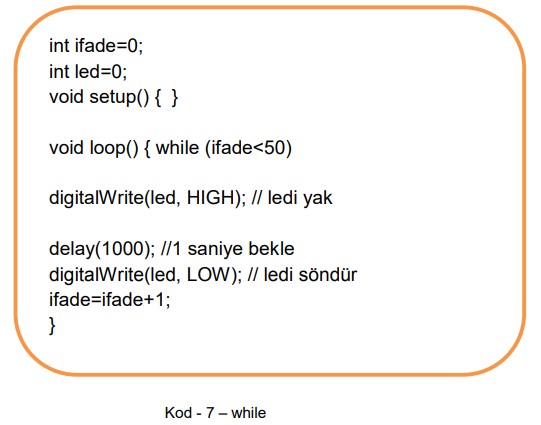 int ifade=0;
int led=0;
void setup() {  }
void loop() { while (ifade<50)
digitalWrite(led, HIGH); // ledi yak
delay(1000); //1 saniye bekle
digitalWrite(led, LOW); // ledi söndür
ifade=ifade+1;
}
Kod - 7 – while